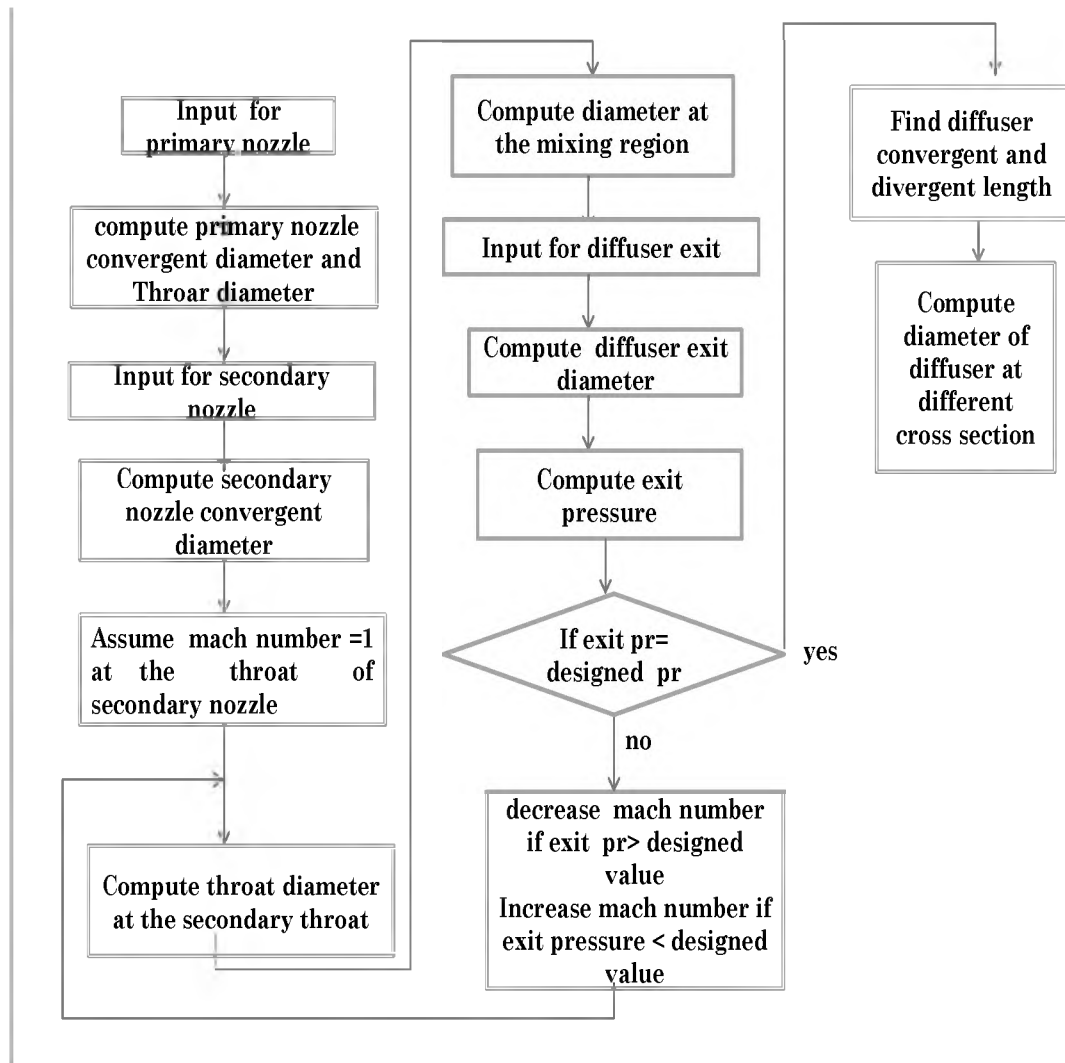 Input for
primary nozzle
compute primary nozzle
convergent diameter and
Throar diameter
Input for secondary
nozzle
Compute secondary
nozzle convergent
diameter
Assume mach number =1
at the throat of
secondary nozzle
Compute throat diameter
at the secondary throat
Compute diameter at
the mixing region
Input for diffuser exit
Compute diffuser exit
diameter
Compute exit
pressure
If exit pr=
designed pr
yes
no
decrease mach number
if exit pr> designed
value
Increase mach number if
exit pressure < designed
value
Find diffuser
convergent and
divergent length
Compute
diameter of
diffuser at
different
cross section